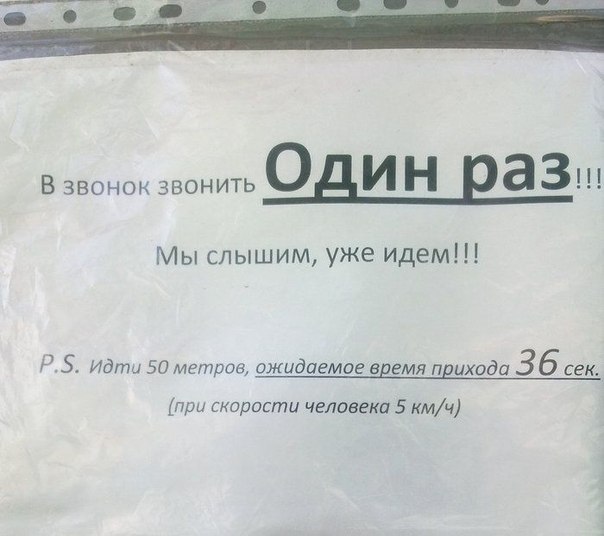 В звонок звонить Один раз!!!
Мы слышим, уже идем!!!
P.S. Идти 50 метров, ожидаемое время прихода 36 сек.
(при скорости человека 5 км/ч)